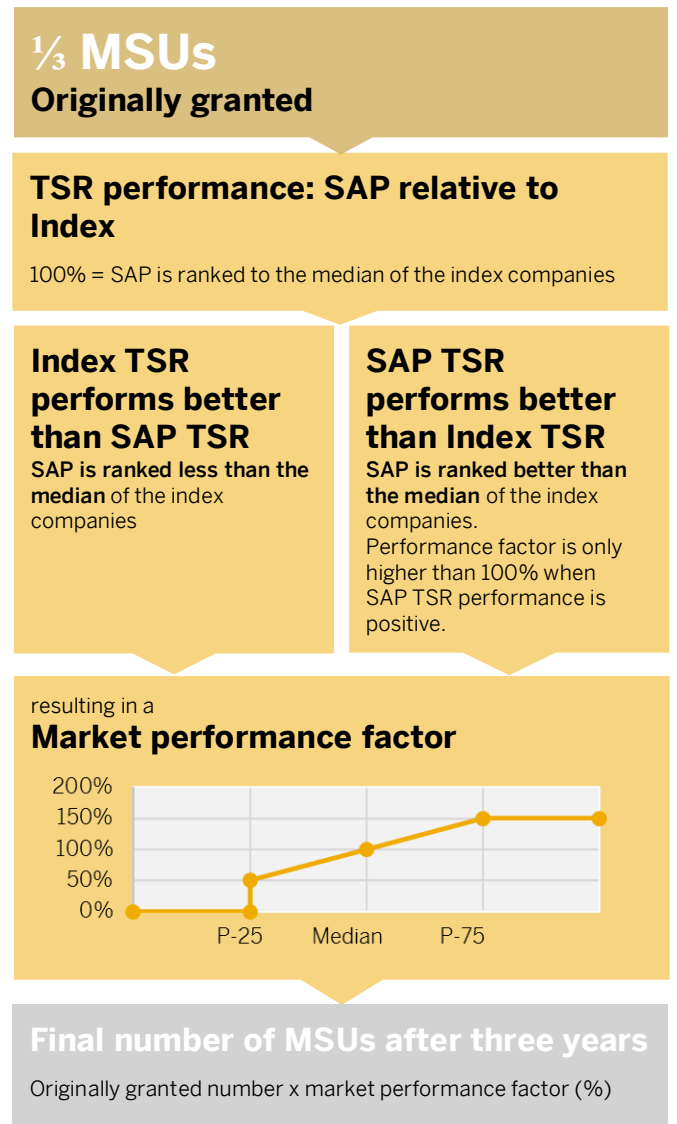 ⅓ MSUs
Originally granted
TSR performance: SAP relative to
Index
100% = SAP is ranked to the median of the index companies
Index TSR
performs better
than SAP TSR
SAP is ranked less than the
median of the index
companies
SAP TSR
performs better
than Index TSR
SAP is ranked better than
the median of the index
companies.
Performance factor is only
higher than 100% when
SAP TSR performance is
positive.
resulting in a
Market performance factor
200%
150%
100%
50%
0%
P-25 Median P-75
Final number of MSUs after three years
Originally granted number x market performance factor (%)